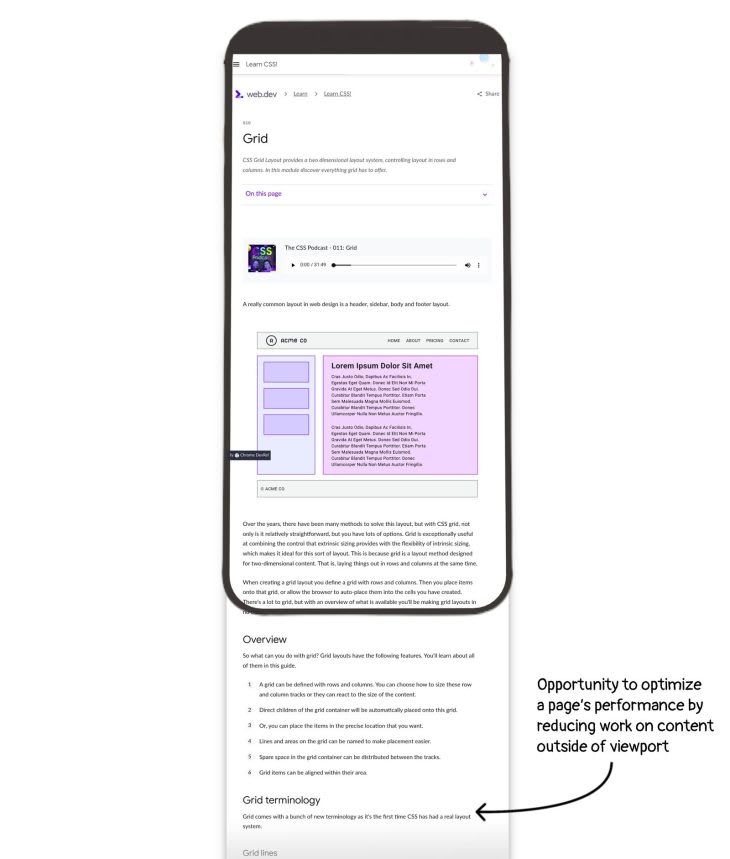 Learn CSS!
web.dev > Learn > Learn CSS! Share
Grid
CSS Grid Layout provides a two dimensional layout system, controlling layout in rows and
columns. In this module discover everything grid has to offer.
On this page
The CSS Podcast - 011: Grid
0:00 / 31:49
A really common layout in web design is a header, sidebar, body and footer layout.
ACME CO HOME ABOUT PRICING CONTACT
Lorem Ipsum Dolor Sit Amet
Cras Justo Odio, Dapibus Ac Facilisis In,
Egestas Eget Quam. Donec Id Elit Non Mi Porta
Gravida At Eget Metus. Donec Sed Odio Dui.
Curabitur Blandit Tempus Porttitor. Etiam Porta
Sem Malesuada Magna Mollis Euismod.
Curabitur Blandit Tempus Porttitor. Donec
Ullamcorper Nulla Non Metus Auctor Fringilla.
Cras Justo Odio, Dapibus Ac Facilisis In,
Egestas Eget Quam. Donec Id Elit Non Mi Porta
Gravida At Eget Metus. Donec Sed Odio Dui.
Curabitur Blandit Tempus Porttitor. Etiam Porta
Sem Malesuada Magna Mollis Euismod.
Curabitur Blandit Tempus Porttitor. Donec
Ullamcorper Nulla Non Metus Auctor Fringilla.
by Chrome DevRel
© ACME CO
Over the years, there have been many methods to solve this layout, but with CSS grid, not
only is it relatively straightforward, but you have lots of options. Grid is exceptionally useful
at combining the control that extrinsic sizing provides with the flexibility of intrinsic sizing,
which makes it ideal for this sort of layout. This is because grid is a layout method designed
for two-dimensional content. That is, laying things out in rows and columns at the same time.
When creating a grid layout you define a grid with rows and columns. Then you place items
onto that grid, or allow the browser to auto-place them into the cells you have created.
There's a lot to grid, but with an overview of what is available you'll be making grid layouts in
Overview
So what can you do with grid? Grid layouts have the following features. You'll learn about all
of them in this guide.
1 A grid can be defined with rows and columns. You can choose how to size these row
and column tracks or they can react to the size of the content.
2 Direct children of the grid container will be automatically placed onto this grid.
3 Or, you can place the items in the precise location that you want.
4 Lines and areas on the grid can be named to make placement easier.
5 Spare space in the grid container can be distributed between the tracks.
6 Grid items can be aligned within their area.
Grid terminology
Grid comes with a bunch of new terminology as it's the first time CSS has had a real layout
system.
Grid lines
Opportunity to optimize
a page's performance by
reducing work on content
outside of viewport